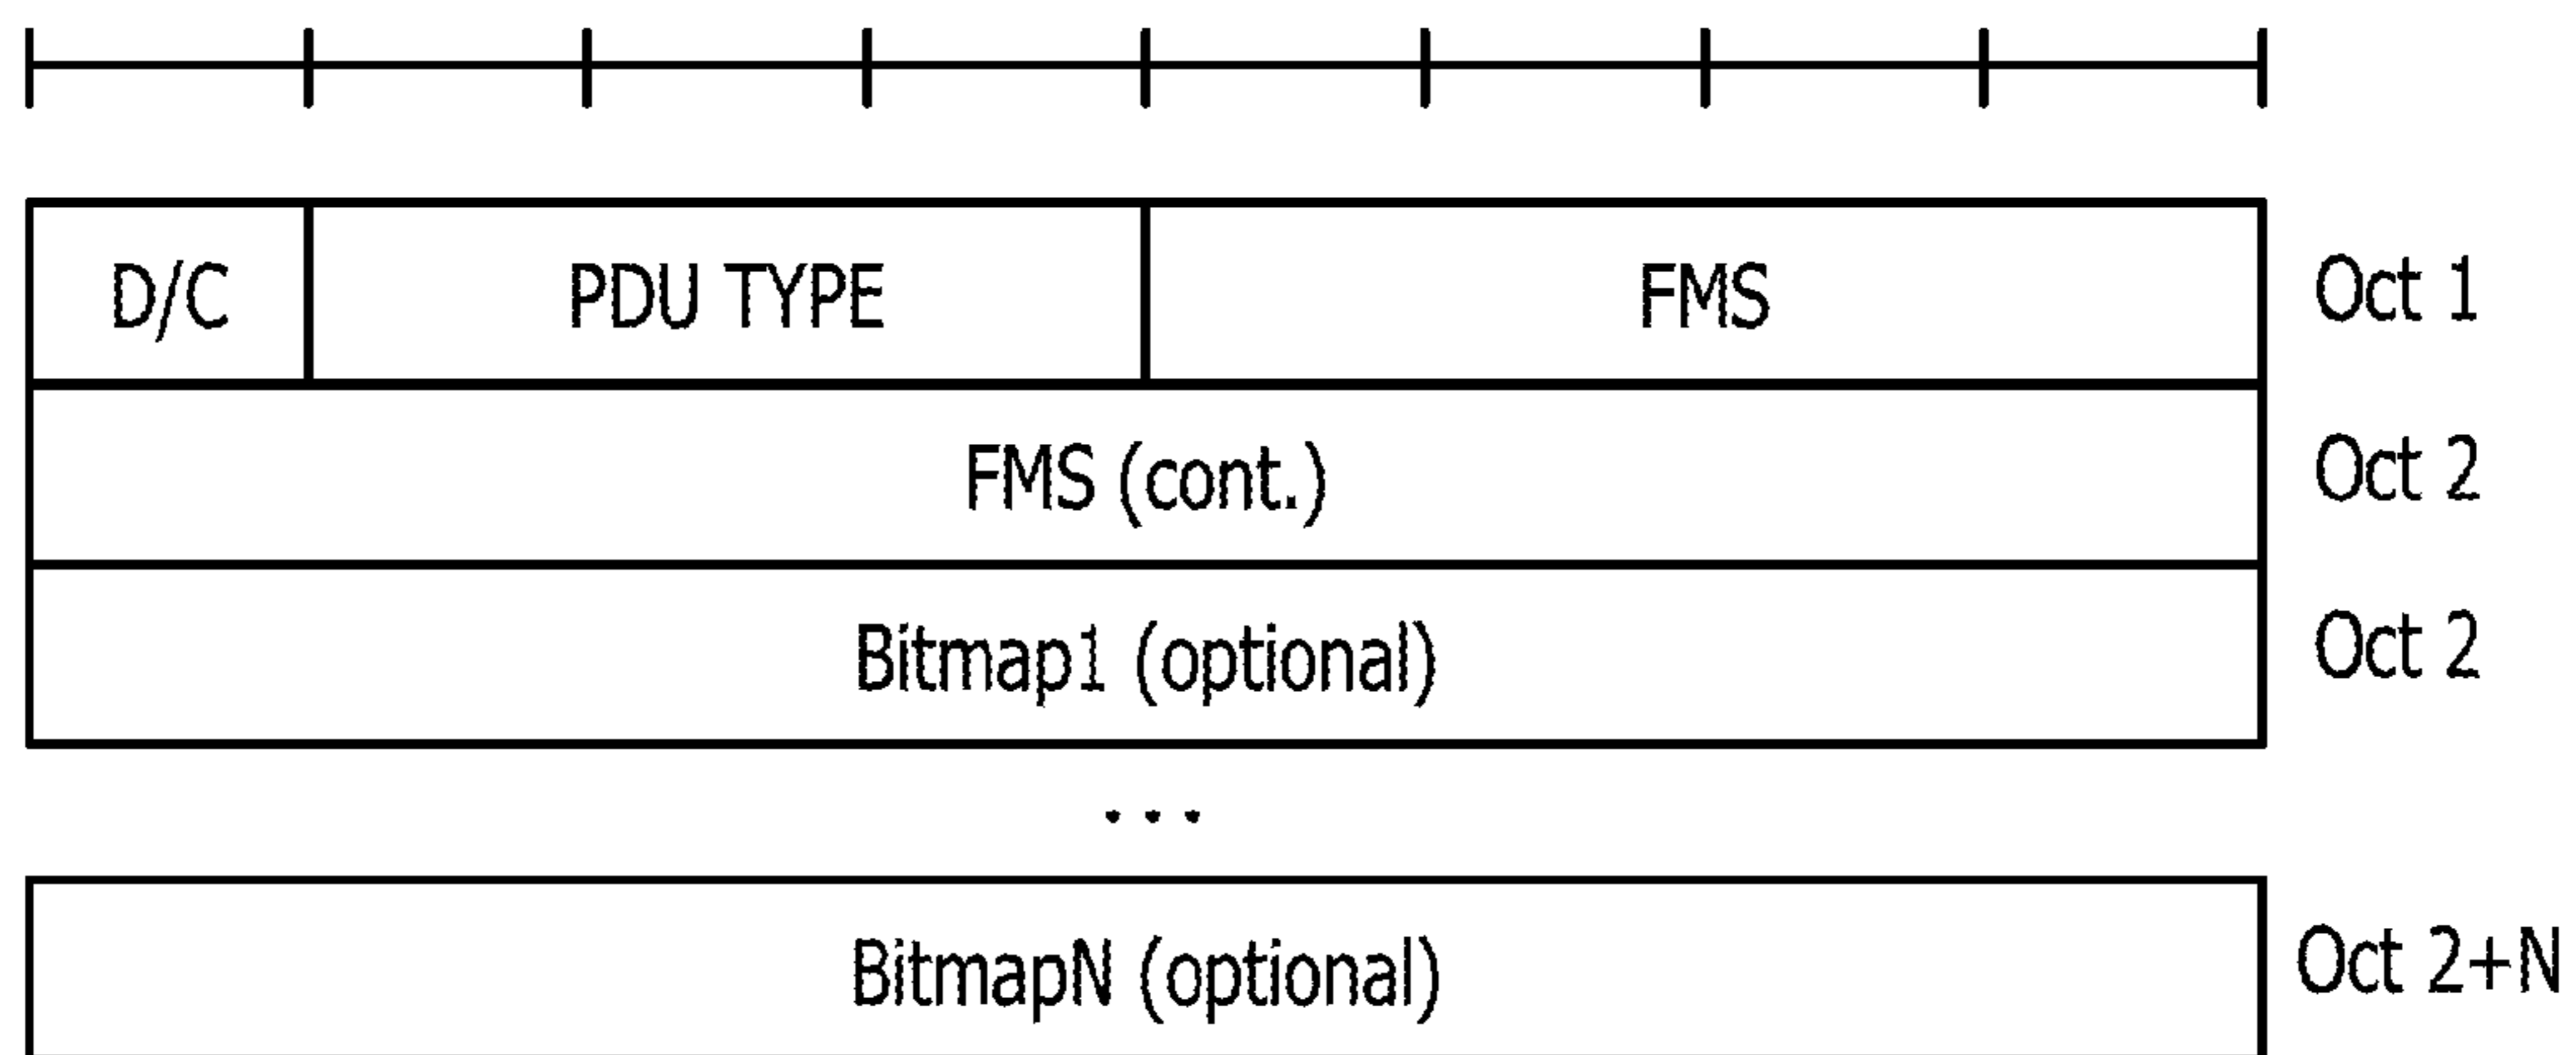 D/C PDU TYPE FMS Oct 1
FMS (cont.) Oct 2
Bitmap1 (optional) Oct 2
...
BitmapN (optional) Oct 2+N